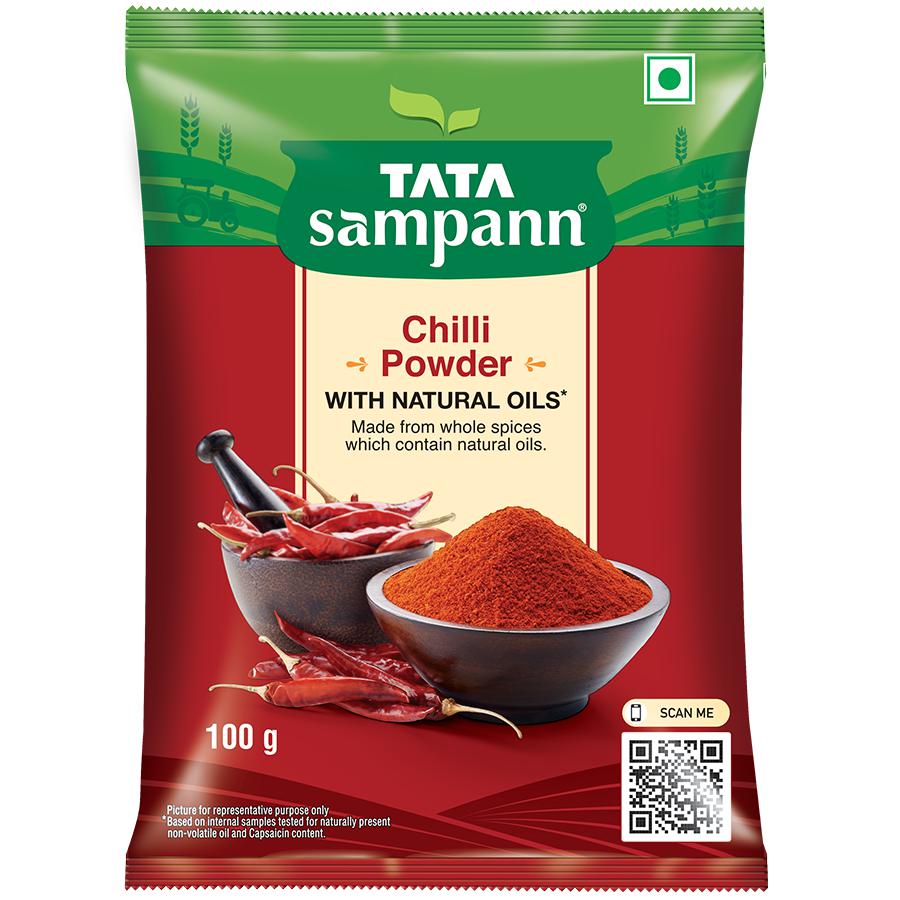 TATA
sampann®
Chilli
Powder
WITH NATURAL OILS*
Made from whole spices
which contain natural oils.
SCAN ME
100 g
Picture for representative purpose only
*Based on internal samples tested for naturally present
non-volatile oil and Capsaicin content.